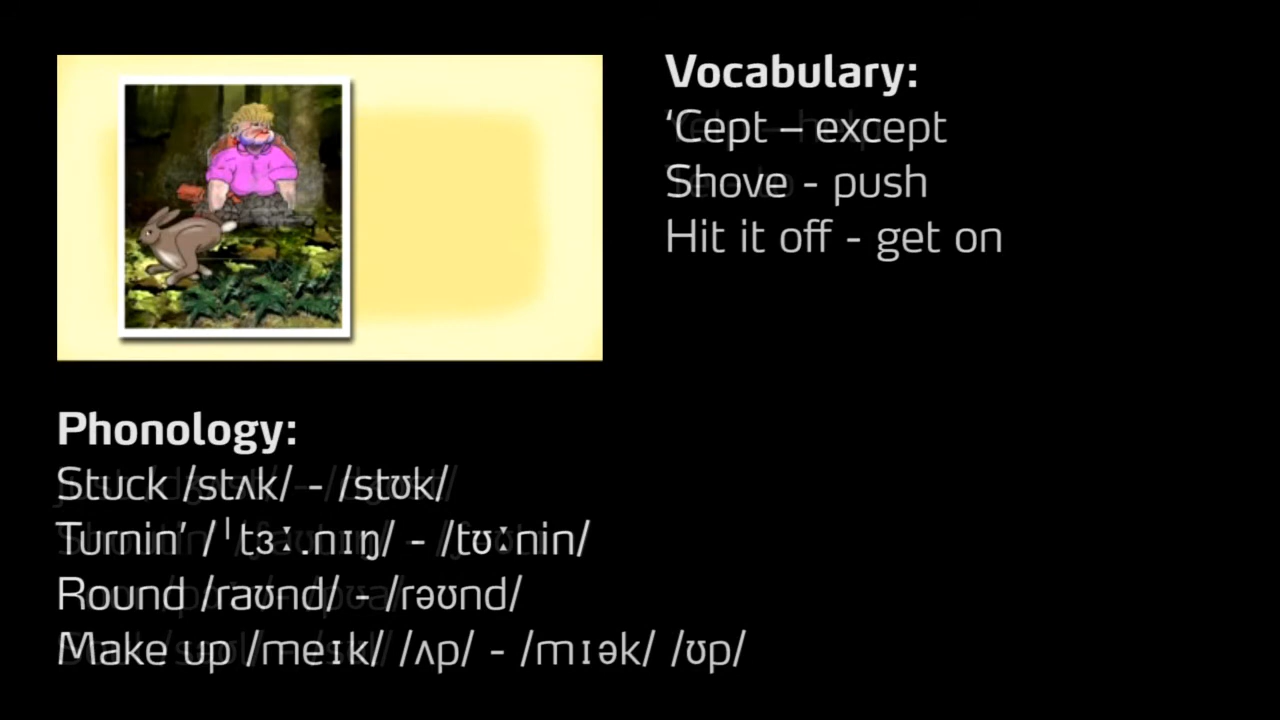 Vocabulary:
‘Cept – except
Shove - push
Hit it off - get on
Phonology:
Stuck /stʌk/ - /stʊk/
Turnin’ /ˈtɜː.nɪŋ/ - /tʊːnin/
Round /raʊnd/ - /rəʊnd/
Make up /meɪk/ /ʌp/ - /mɪək/ /ʊp/